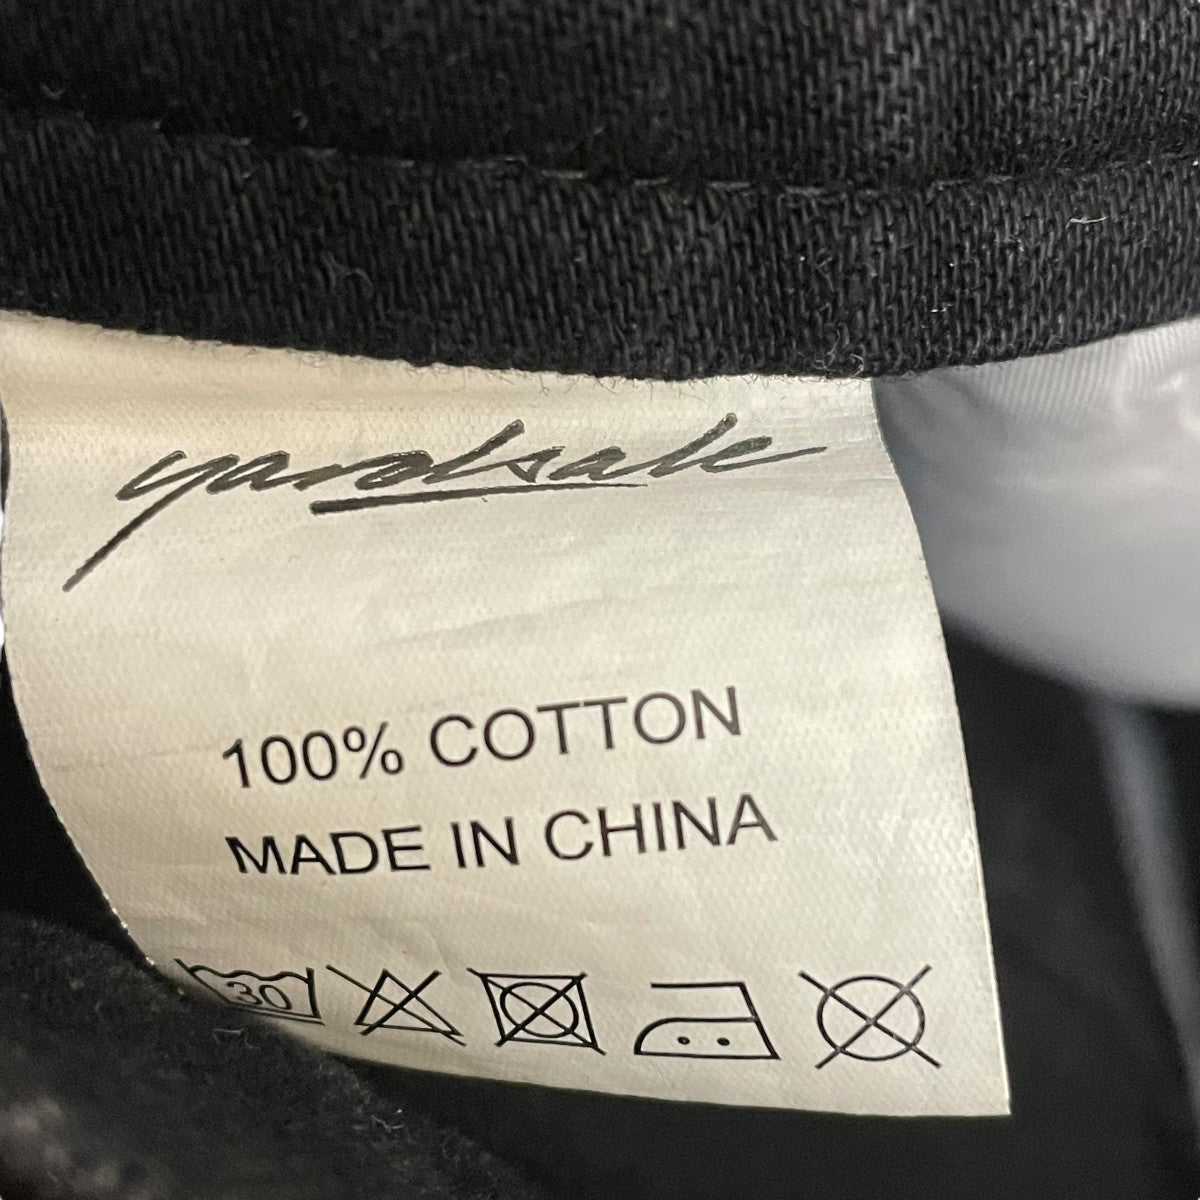 yardsale
100% COTTON
MADE IN CHINA
30